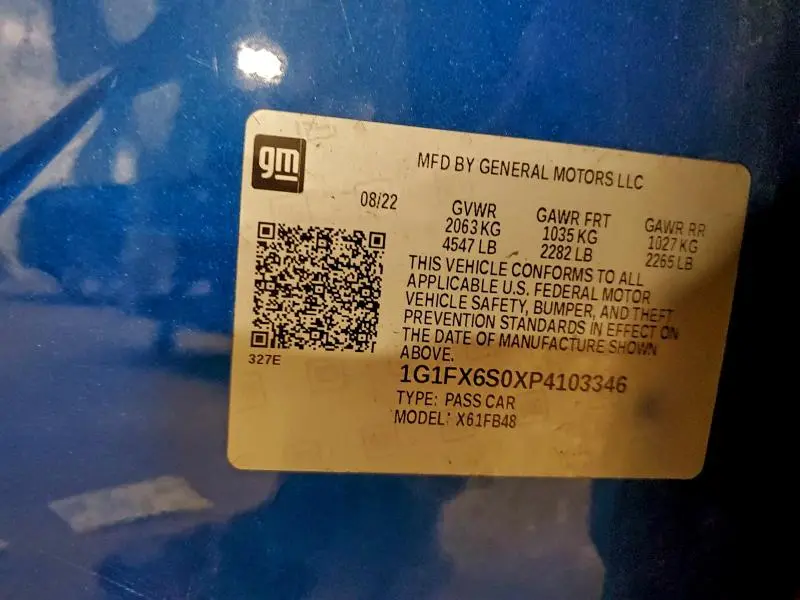 gm
MFD BY GENERAL MOTORS LLC
08/22
GVWR GAWR FRT GAWR RR
2063 KG 1035 KG 1027 KG
4547 LB 2282 LB 2265 LB
THIS VEHICLE CONFORMS TO ALL
APPLICABLE U.S. FEDERAL MOTOR
VEHICLE SAFETY, BUMPER, AND THEFT
PREVENTION STANDARDS IN EFFECT ON
THE DATE OF MANUFACTURE SHOWN
ABOVE.
327E
1G1FX6S0XP4103346
TYPE: PASS CAR
MODEL: X61FB48